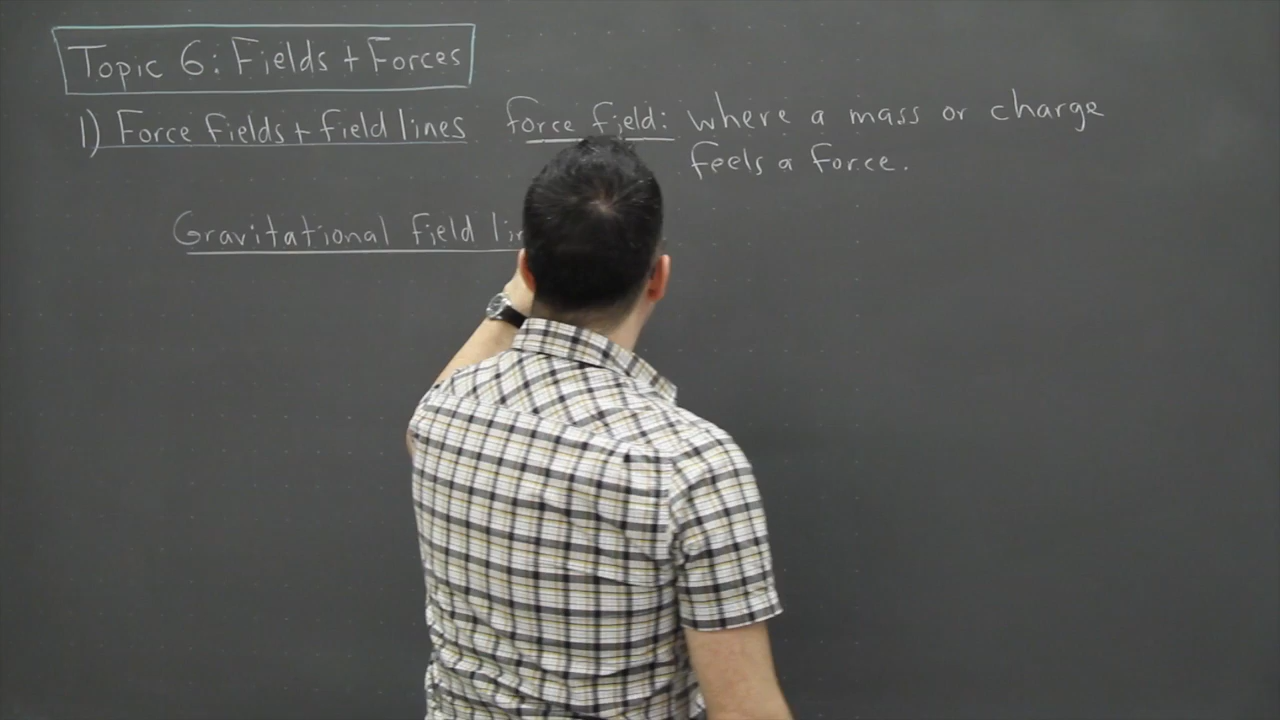 Topic 6: Fields + Forces
1) Force fields + field lines
force field: where a mass or charge
feels a force.
Gravitational field